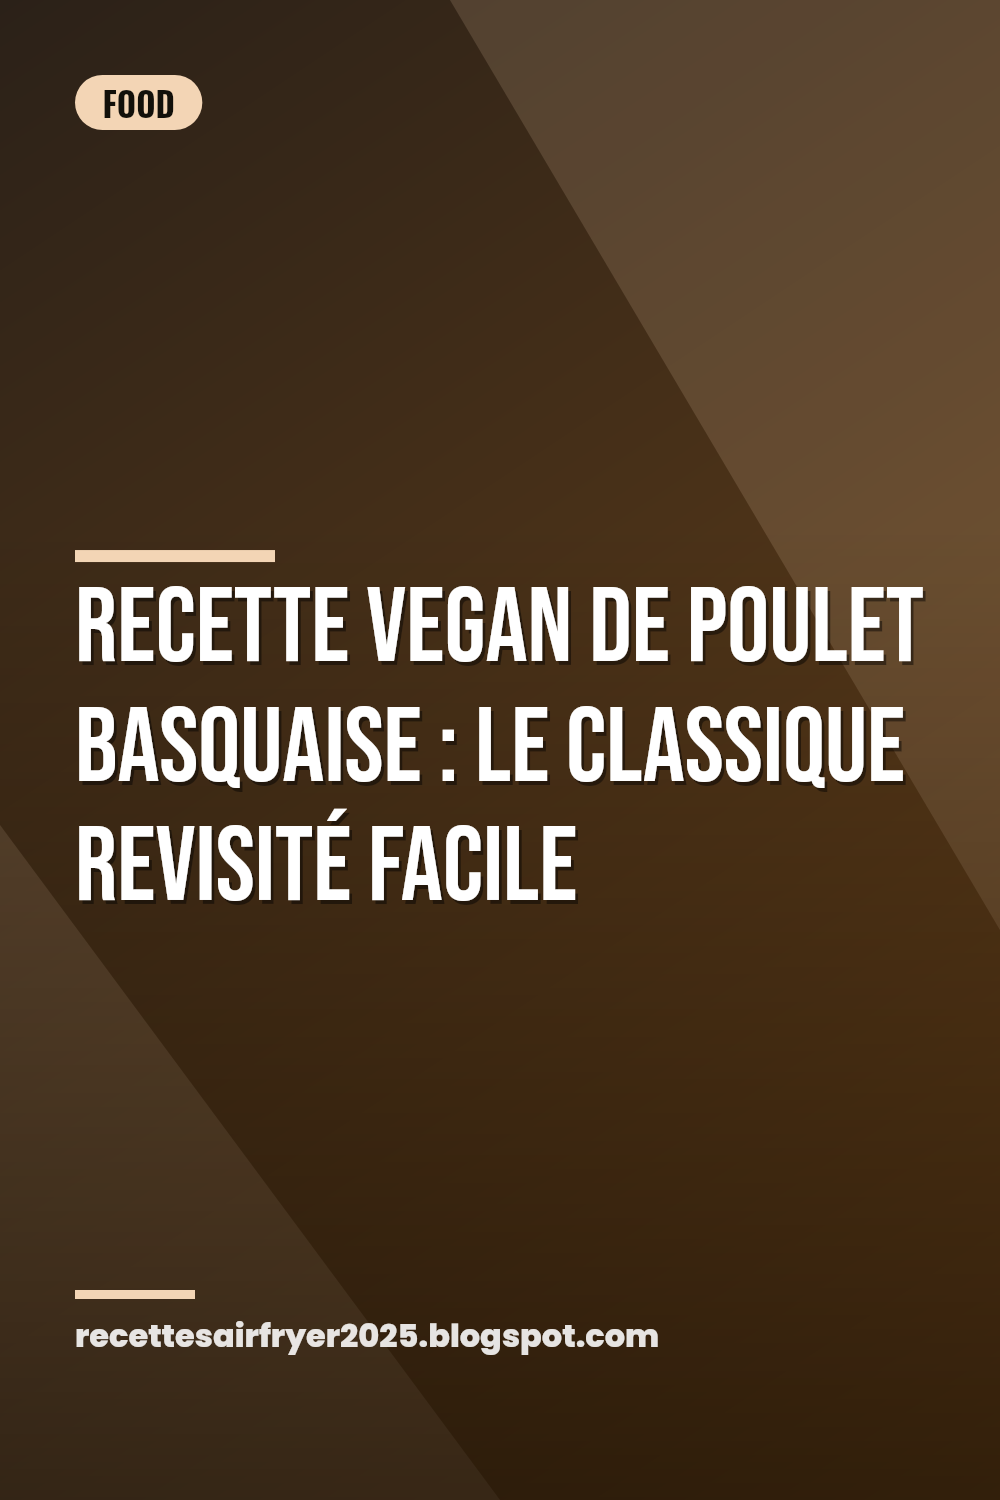 FOOD
RECETTE VEGAN DE POULET
BASQUAISE : LE CLASSIQUE
REVISITÉ FACILE
recettesairfryer2025.blogspot.com